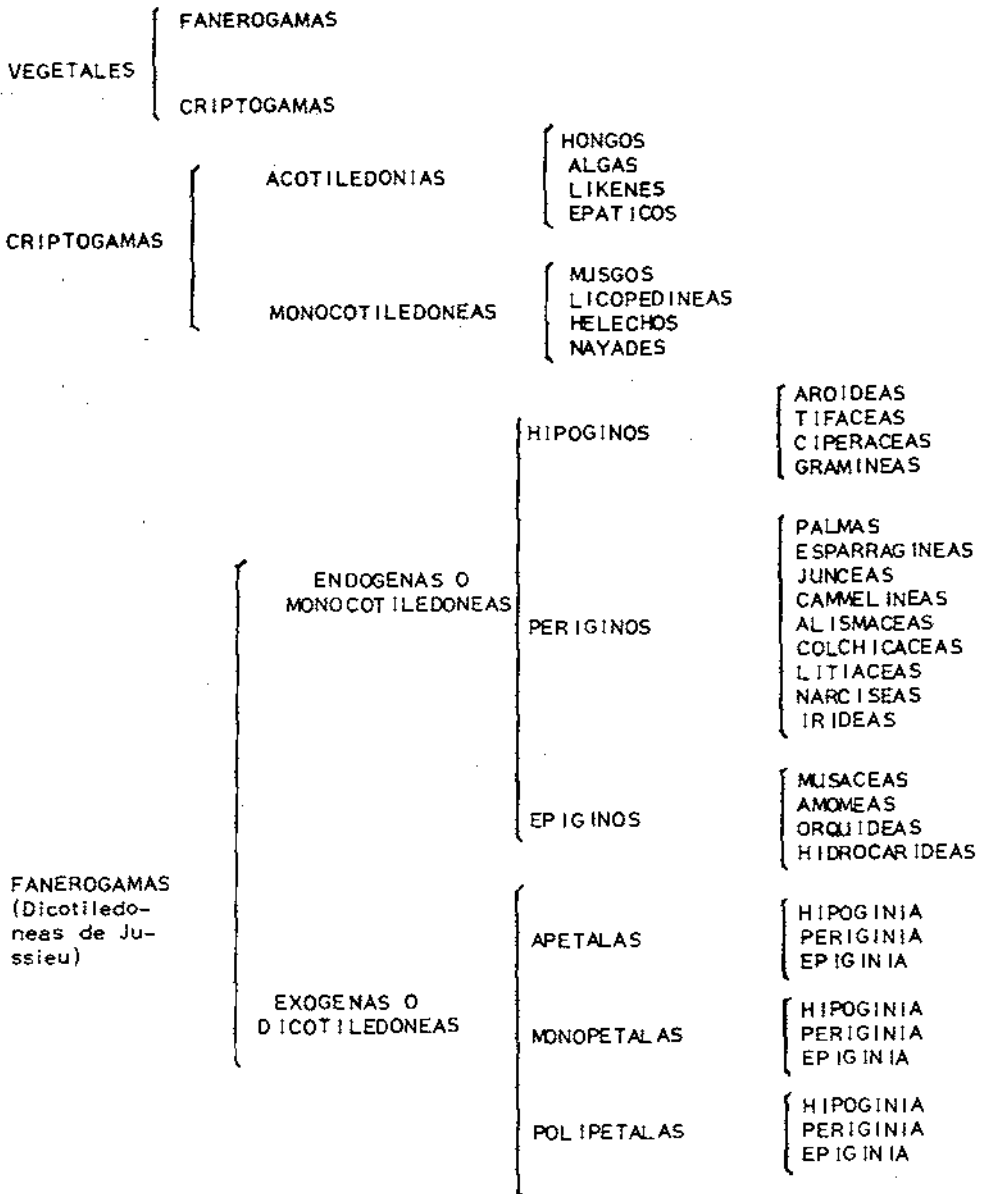 FANEROGAMAS
VEGETALES
CRIPTOGAMAS
CRIPTOGAMAS
ACOTILEDONIAS
HONGOS
ALGAS
LIKENES
EPATICOS
MONOCOTILEDONEAS
MUSGOS
LICOPEDINEAS
HELECHOS
NAYADES
FANEROGAMAS
(Dicotiledo-
neas de Ju-
ssieu)
ENDOGENAS O
MONOCOTILEDONEAS
HIPOGINOS
AROIDEAS
TIFACEAS
CIPERACEAS
GRAMINEAS
PERIGINOS
PALMAS
ESPARRAGINEAS
JUNCEAS
CAMMELINEAS
ALISMACEAS
COLCHICACEAS
LITIACEAS
NARCISEAS
IRIDEAS
EPIGINOS
MUSACEAS
AMOMEAS
ORQUIDEAS
HIDROCARIDEAS
EXOGENAS O
DICOTILEDONEAS
APETALAS
HIPOGINIA
PERIGINIA
EPIGINIA
MONOPETALAS
HIPOGINIA
PERIGINIA
EPIGINIA
POLIPETALAS
HIPOGINIA
PERIGINIA
EPIGINIA